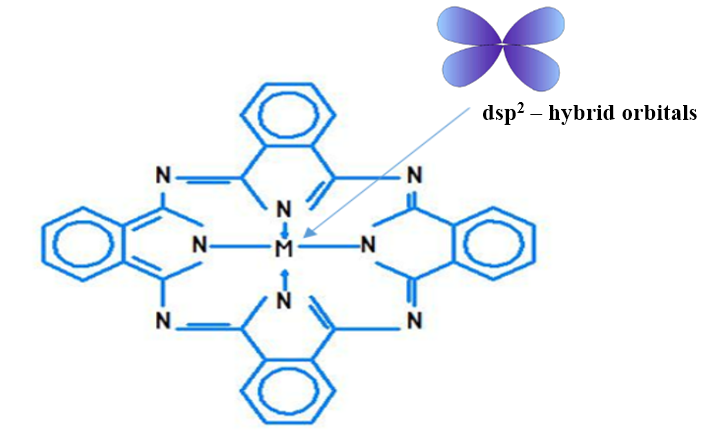 dsp² – hybrid orbitals
N N
N
N M N
N
N N